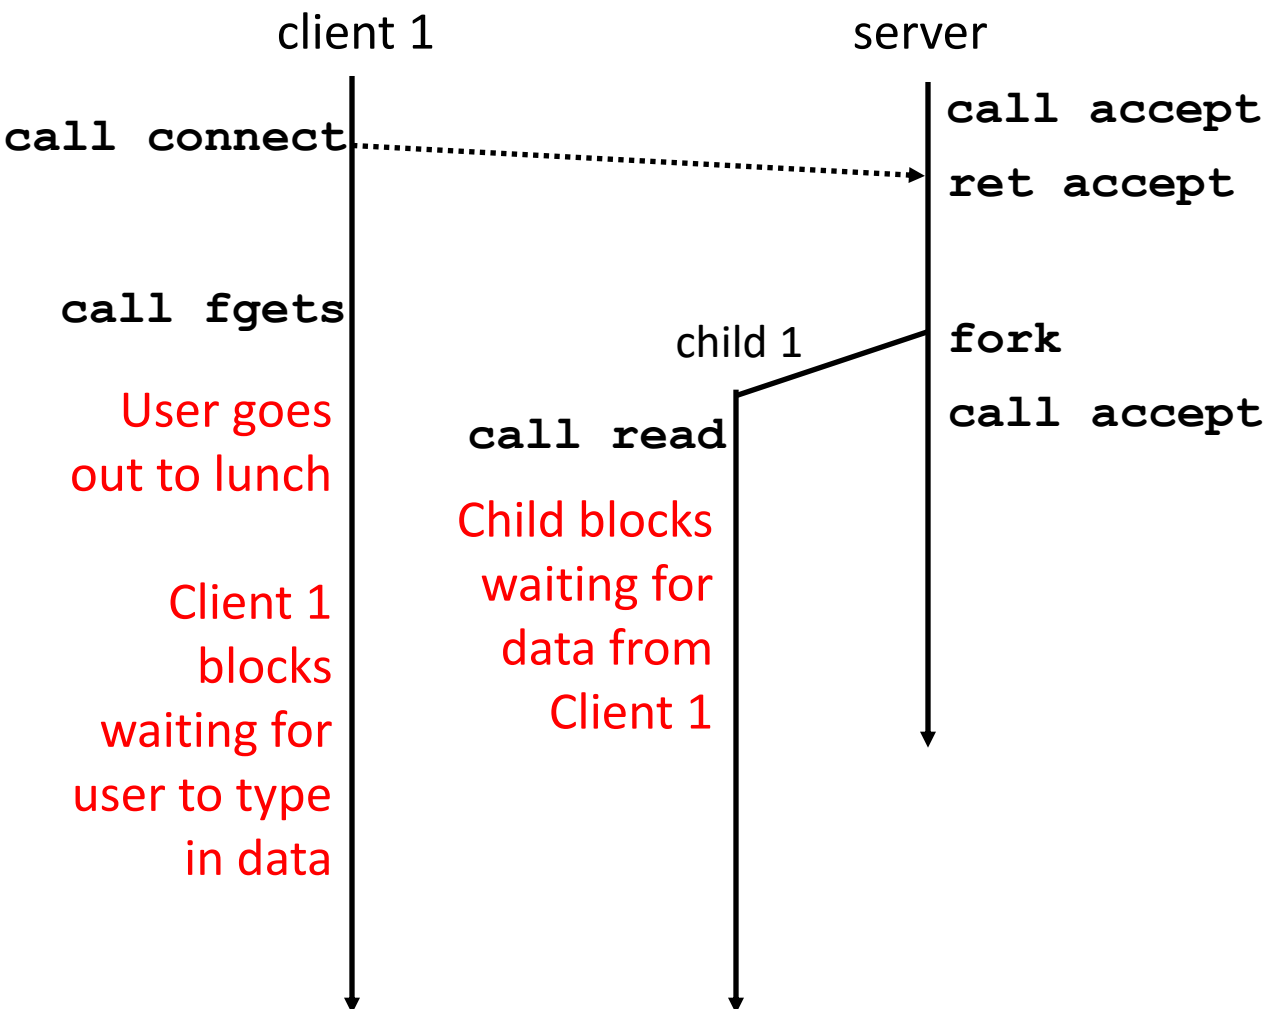 client 1
server
call connect
call accept
ret accept
call fgets
User goes
out to lunch
Client 1
blocks
waiting for
user to type
in data
child 1
call read
Child blocks
waiting for
data from
Client 1
fork
call accept